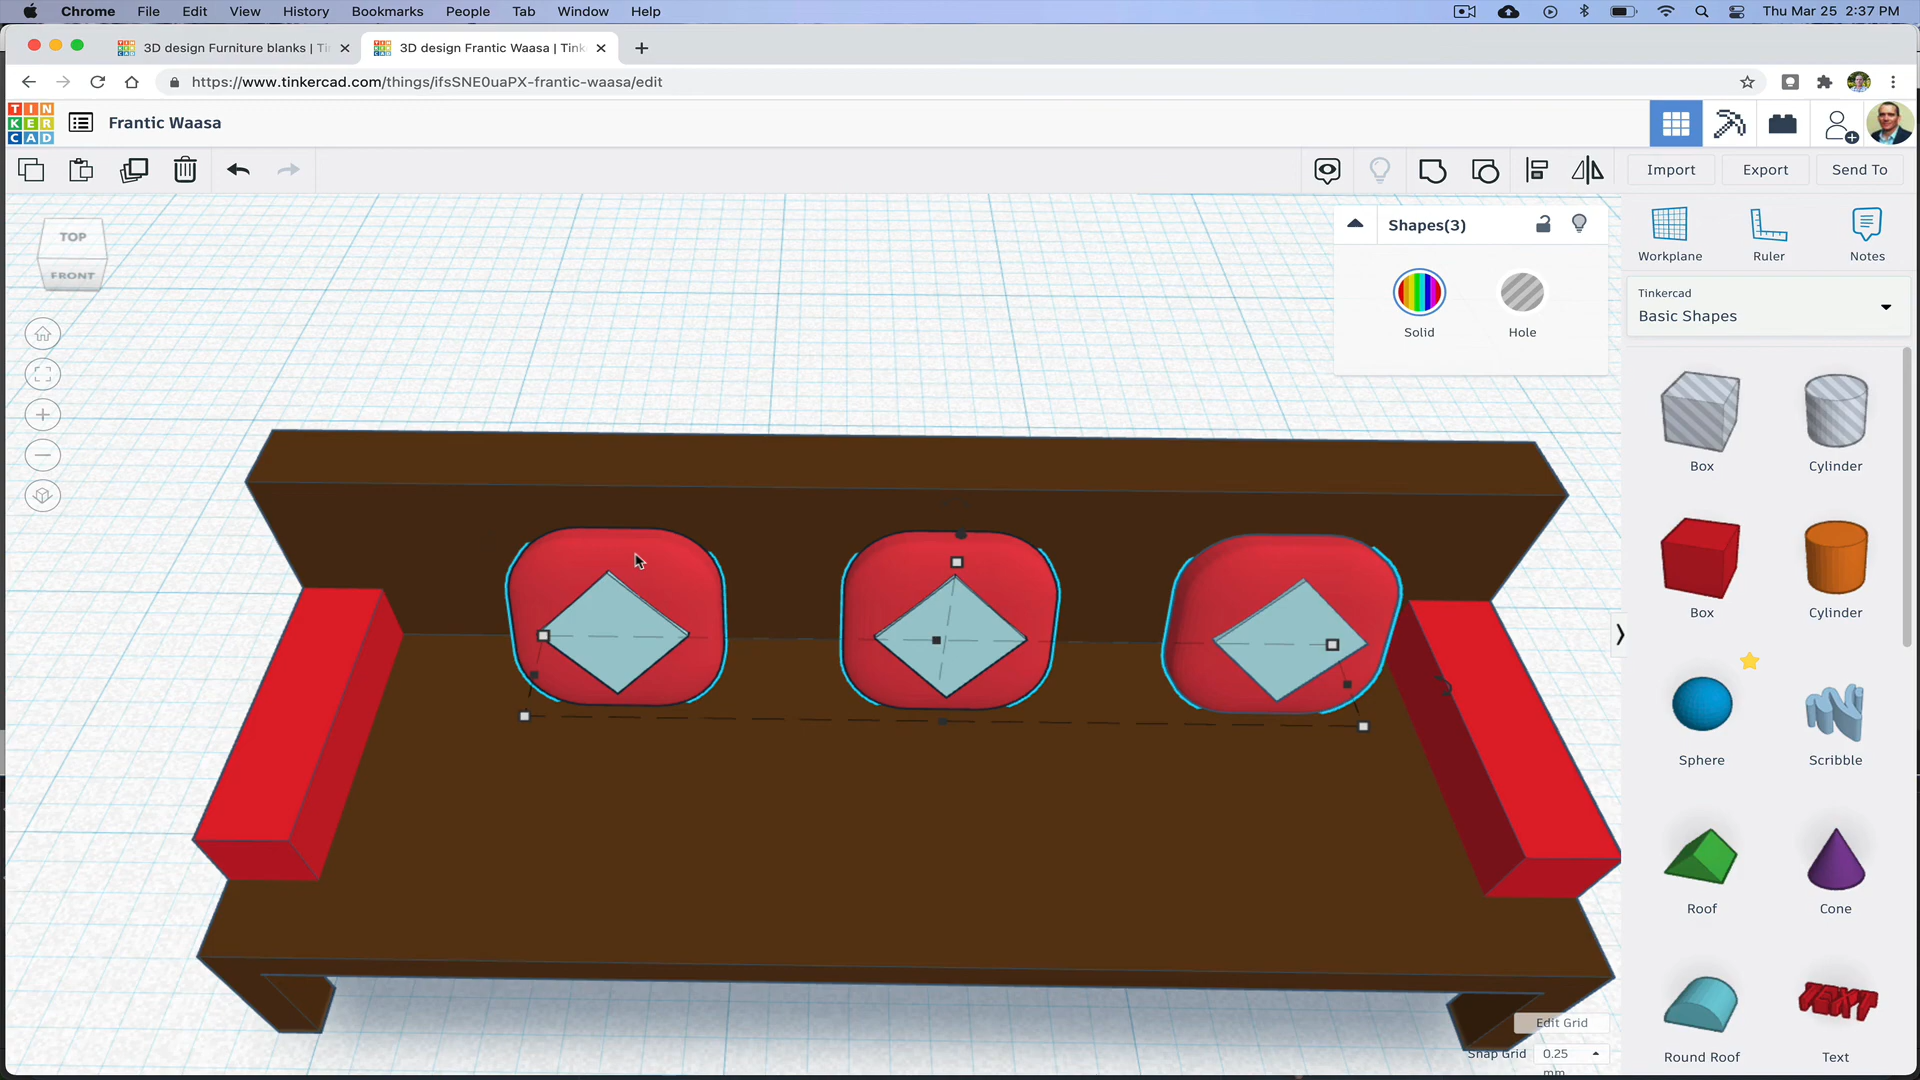 Chrome File Edit View History Bookmarks People Tab Window Help Thu Mar 25 2:37 PM
3D design Furniture blanks | Ti
3D design Frantic Waasa | Tink
https://www.tinkercad.com/things/ifsSNE0uaPX-frantic-waasa/edit
TIN
KER
CAD
Frantic Waasa
Import Export Send To
TOP
FRONT
Shapes(3)
Solid Hole
Workplane Ruler Notes
Tinkercad
Basic Shapes
Box Cylinder
Box Cylinder
Sphere Scribble
Roof Cone
TEXT
Round Roof Text
Edit Grid
Snap Grid 0.25
mm